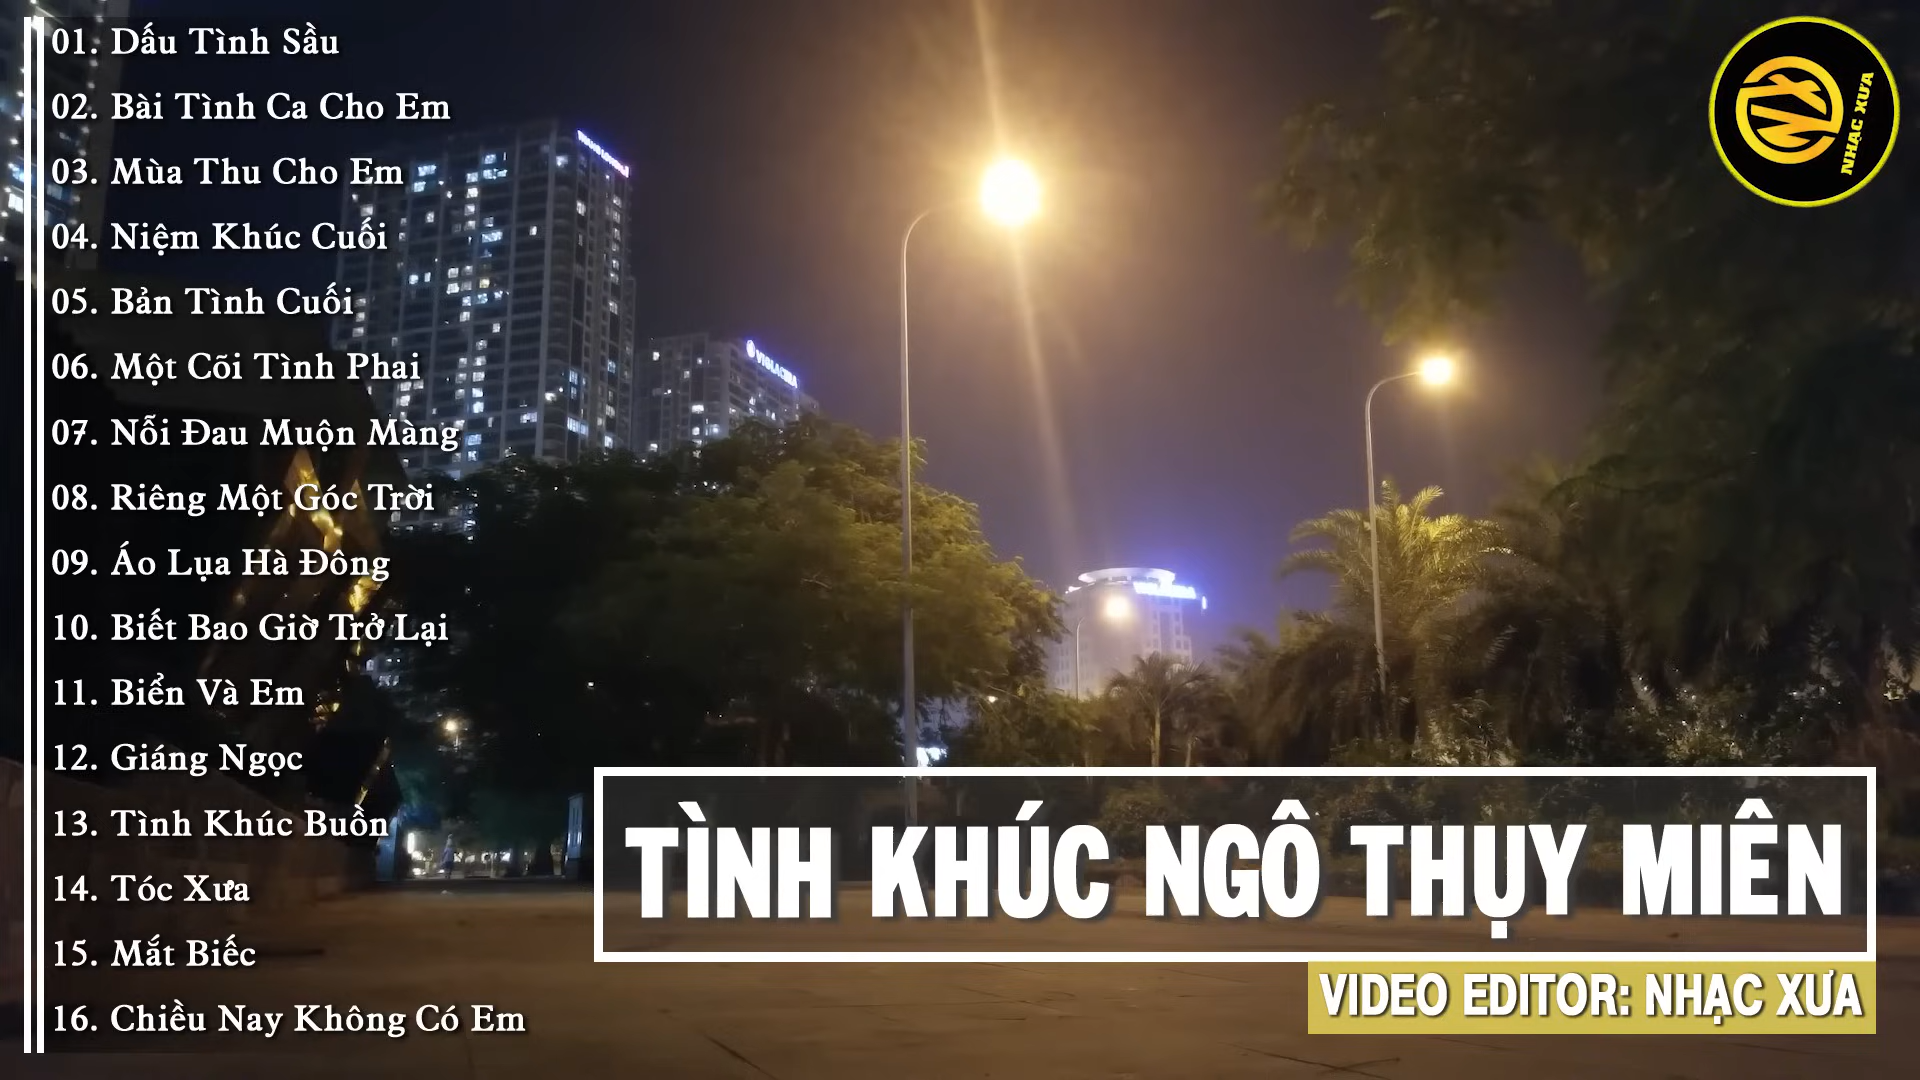 01. Dấu Tình Sầu
02. Bài Tình Ca Cho Em
03. Mùa Thu Cho Em
04. Niệm Khúc Cuối
05. Bản Tình Cuối
06. Một Cõi Tình Phai
07. Nỗi Đau Muộn Màng
08. Riêng Một Góc Trời
09. Áo Lụa Hà Đông
10. Biết Bao Giờ Trở Lại
11. Biển Và Em
12. Giáng Ngọc
13. Tình Khúc Buồn
14. Tóc Xưa
15. Mắt Biếc
16. Chiều Nay Không Có Em
NHẠC XƯA
VIGLACERA
TÌNH KHÚC NGÔ THỤY MIÊN
VIDEO EDITOR: NHẠC XƯA